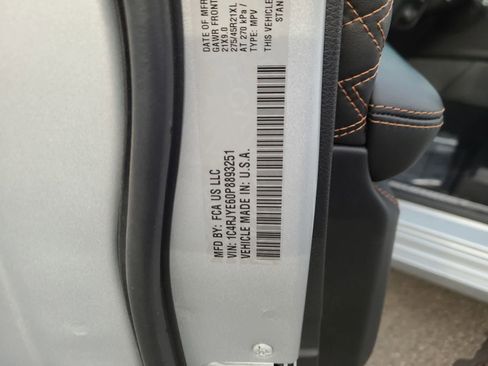 MFD BY: FCA US LLC
VIN: 1C4RJYE60P8893251
VEHICLE MADE IN: U.S.A.
DATE OF MFR
GAWR FRONT
21X9.0
275/45R21XL
AT 270 kPa /
TYPE: MPV
THIS VEHICLE
STAN